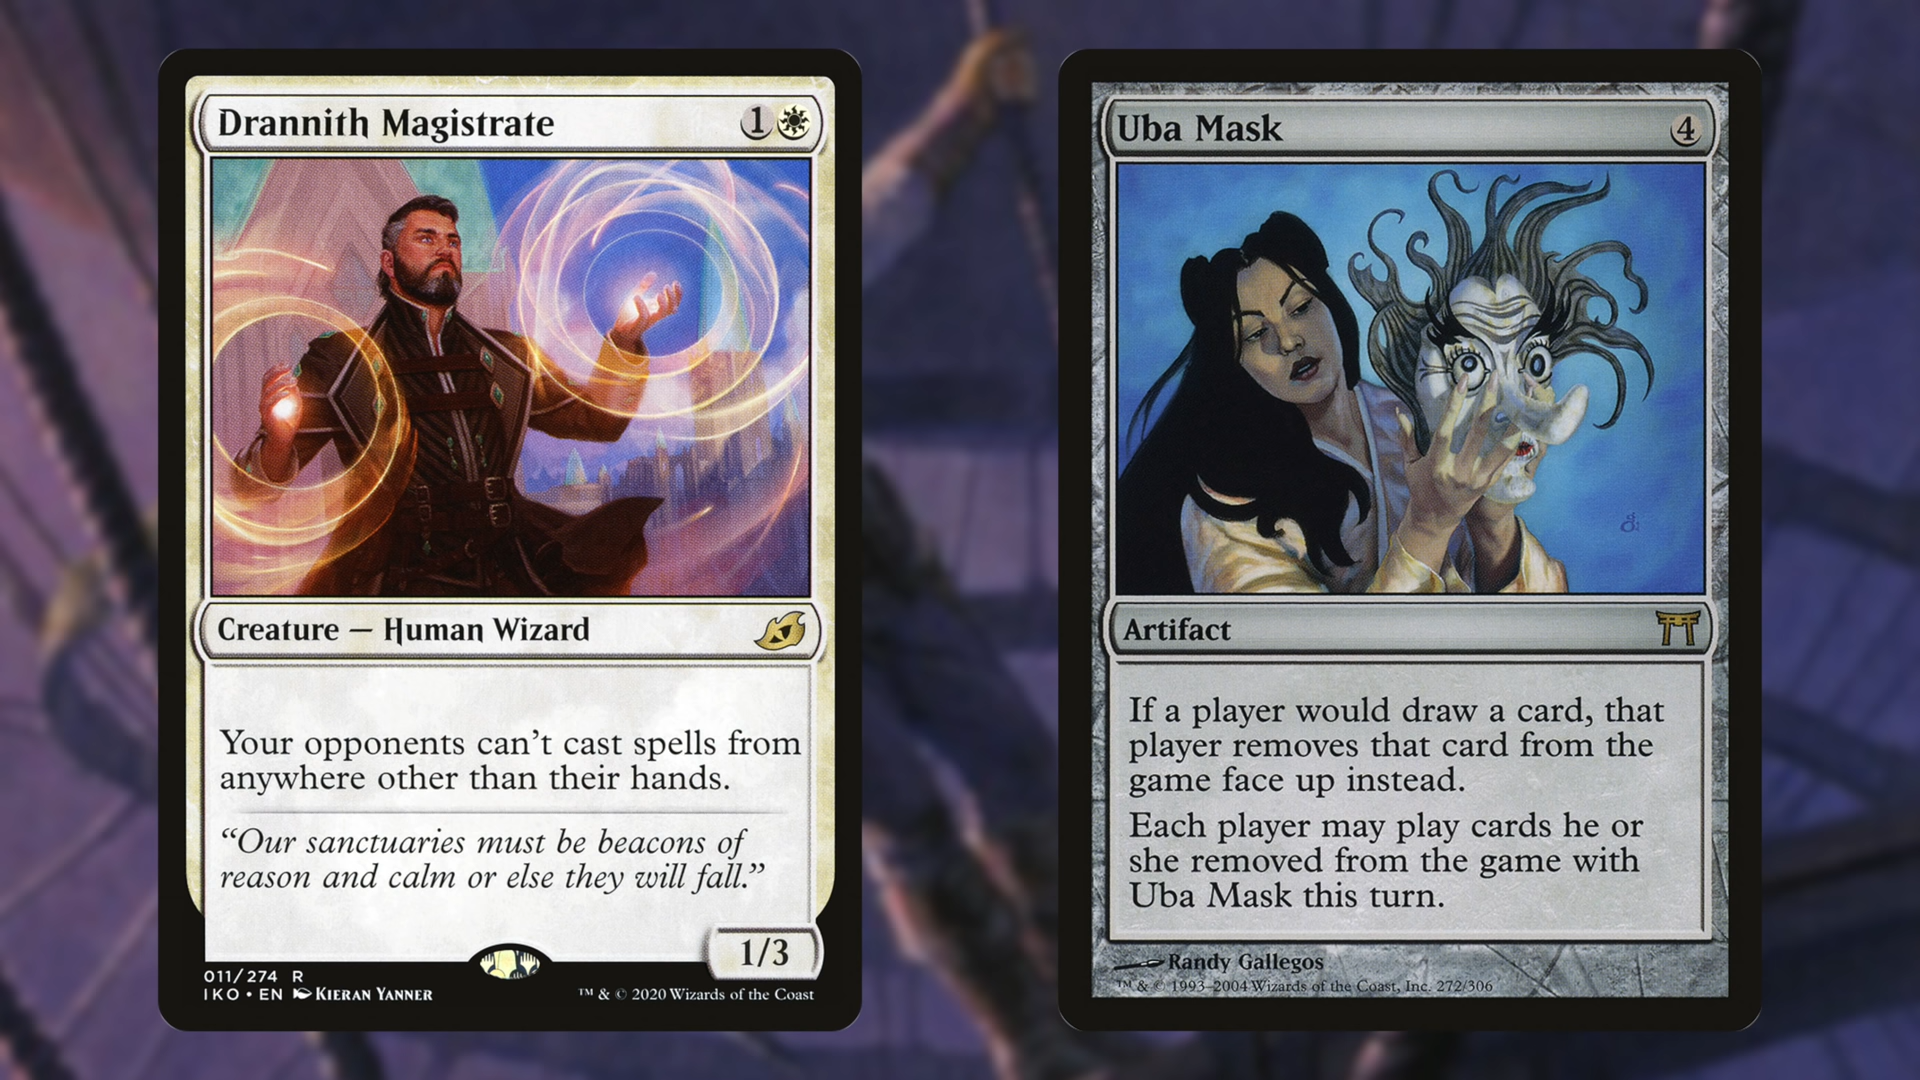 Drannith Magistrate 1
Creature — Human Wizard
Your opponents can't cast spells from
anywhere other than their hands.
"Our sanctuaries must be beacons of
reason and calm or else they will fall."
1/3
011/274 R
IKO • EN Kieran Yanner
™ & © 2020 Wizards of the Coast
Uba Mask 4
Artifact
If a player would draw a card, that
player removes that card from the
game face up instead.
Each player may play cards he or
she removed from the game with
Uba Mask this turn.
Randy Gallegos
™ & © 1993–2004 Wizards of the Coast, Inc. 272/306